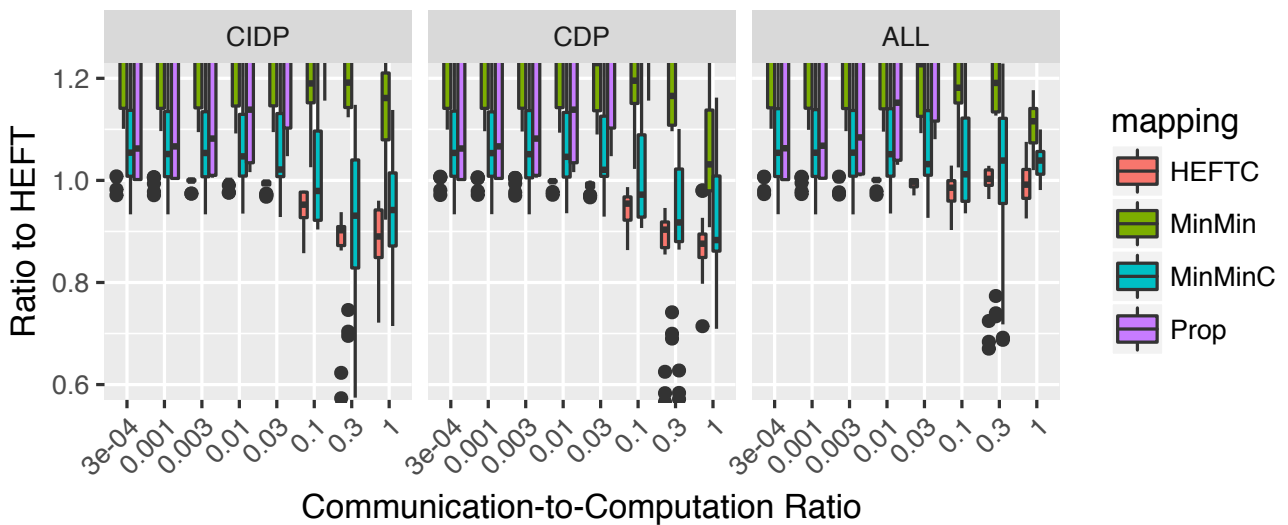 CIDP
CDP
ALL
Ratio to HEFT
1.2
1.0
0.8
0.6
3e-04 0.001 0.003 0.01 0.03 0.1 0.3 1
3e-04 0.001 0.003 0.01 0.03 0.1 0.3 1
3e-04 0.001 0.003 0.01 0.03 0.1 0.3 1
Communication-to-Computation Ratio
mapping
HEFTC
MinMin
MinMinC
Prop